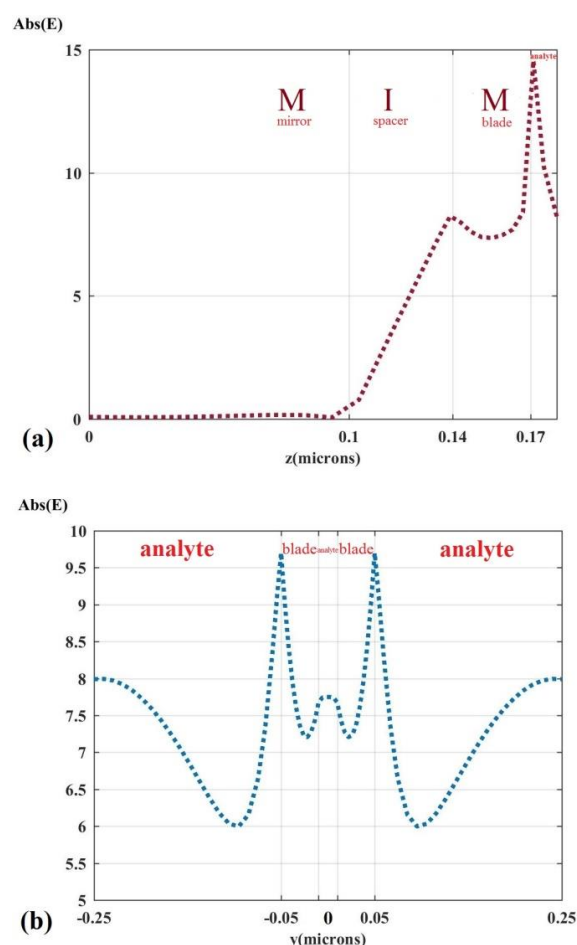 Abs(E)
15
analyte
M I M
mirror spacer blade
10
5
0
0 0.1 0.14 0.17
(a)
z(microns)
Abs(E)
10
analyte blade analyte blade analyte
9.5
9
8.5
8
7.5
7
6.5
6
5.5
5
-0.25 -0.05 0 0.05 0.25
(b)
y(microns)